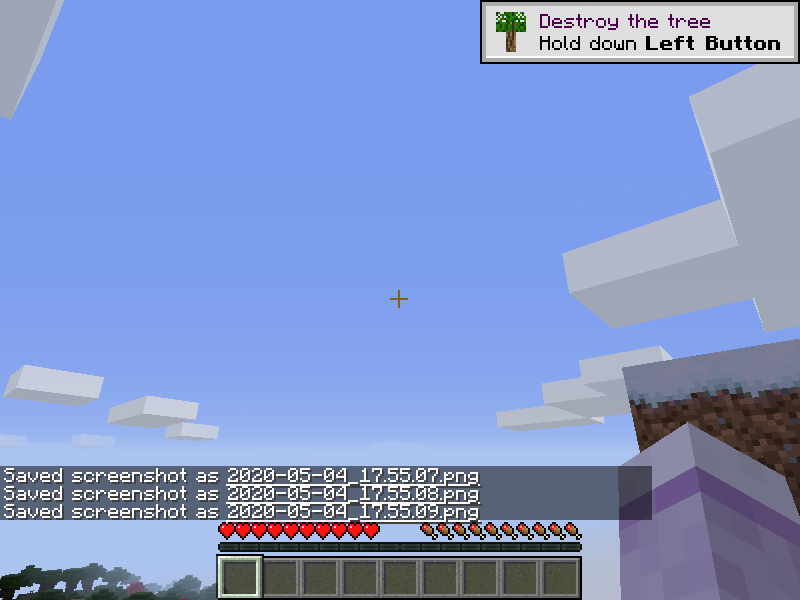 Destroy the tree
Hold down Left Button
Saved screenshot as 2020-05-04_17.55.07.png
Saved screenshot as 2020-05-04_17.55.08.png
Saved screenshot as 2020-05-04_17.55.09.png